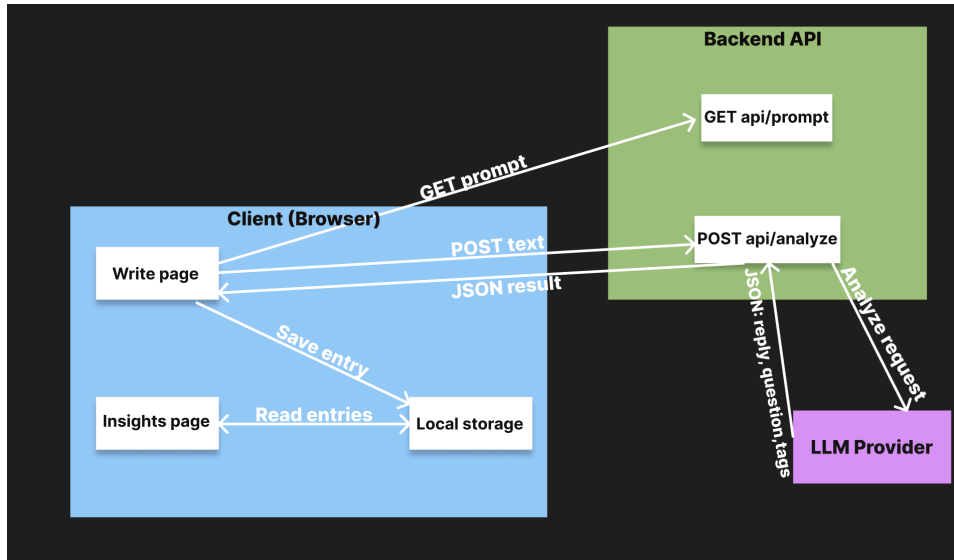 Backend API
GET api/prompt
GET prompt
Client (Browser)
POST api/analyze
POST text
Write page
JSON result
JSON: reply, question,tags
Analyze request
Save entry
Insights page
Read entries
Local storage
LLM Provider